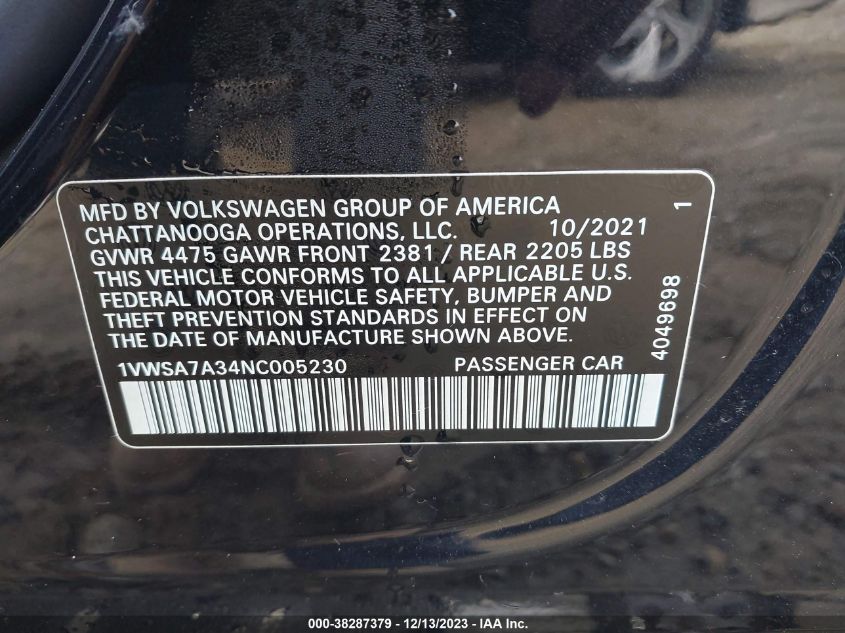 MFD BY VOLKSWAGEN GROUP OF AMERICA
CHATTANOOGA OPERATIONS, LLC. 10/2021
GVWR 4475 GAWR FRONT 2381 / REAR 2205 LBS
THIS VEHICLE CONFORMS TO ALL APPLICABLE U.S.
FEDERAL MOTOR VEHICLE SAFETY, BUMPER AND
THEFT PREVENTION STANDARDS IN EFFECT ON
THE DATE OF MANUFACTURE SHOWN ABOVE.
1VWSA7A34NC005230 PASSENGER CAR
4049698 1
000-38287379 - 12/13/2023 - IAA Inc.